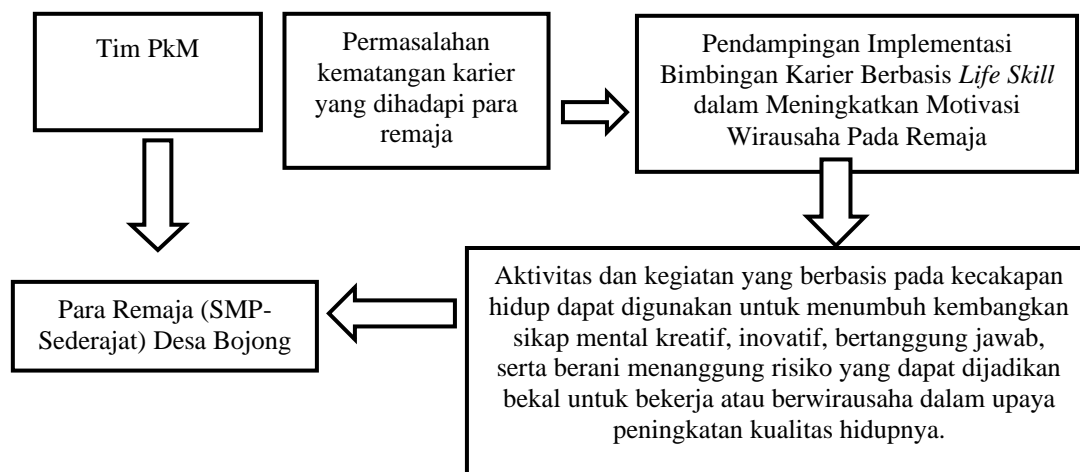 Tim PkM
Permasalahan
kematangan karier
yang dihadapi para
remaja
Pendampingan Implementasi
Bimbingan Karier Berbasis Life Skill
dalam Meningkatkan Motivasi
Wirausaha Pada Remaja
Para Remaja (SMP-
Sederajat) Desa Bojong
Aktivitas dan kegiatan yang berbasis pada kecakapan
hidup dapat digunakan untuk menumbuh kembangkan
sikap mental kreatif, inovatif, bertanggung jawab,
serta berani menanggung risiko yang dapat dijadikan
bekal untuk bekerja atau berwirausaha dalam upaya
peningkatan kualitas hidupnya.